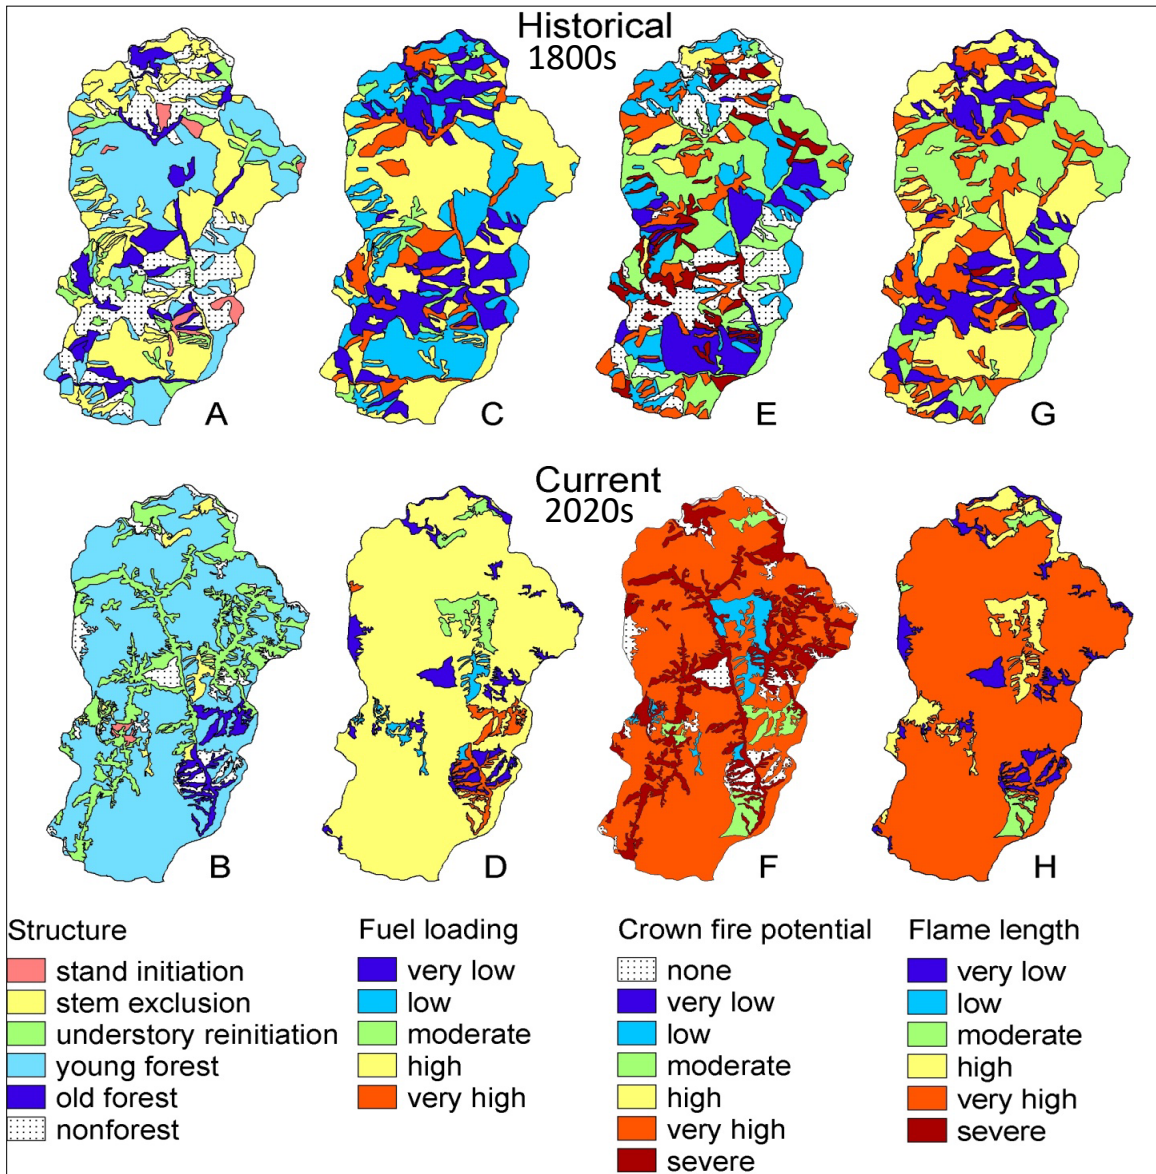 Historical
1800s
A
C
E
G
Current
2020s
B
D
F
H
Structure
stand initiation
stem exclusion
understory reinitiation
young forest
old forest
nonforest
Fuel loading
very low
low
moderate
high
very high
Crown fire potential
none
very low
low
moderate
high
very high
severe
Flame length
very low
low
moderate
high
very high
severe